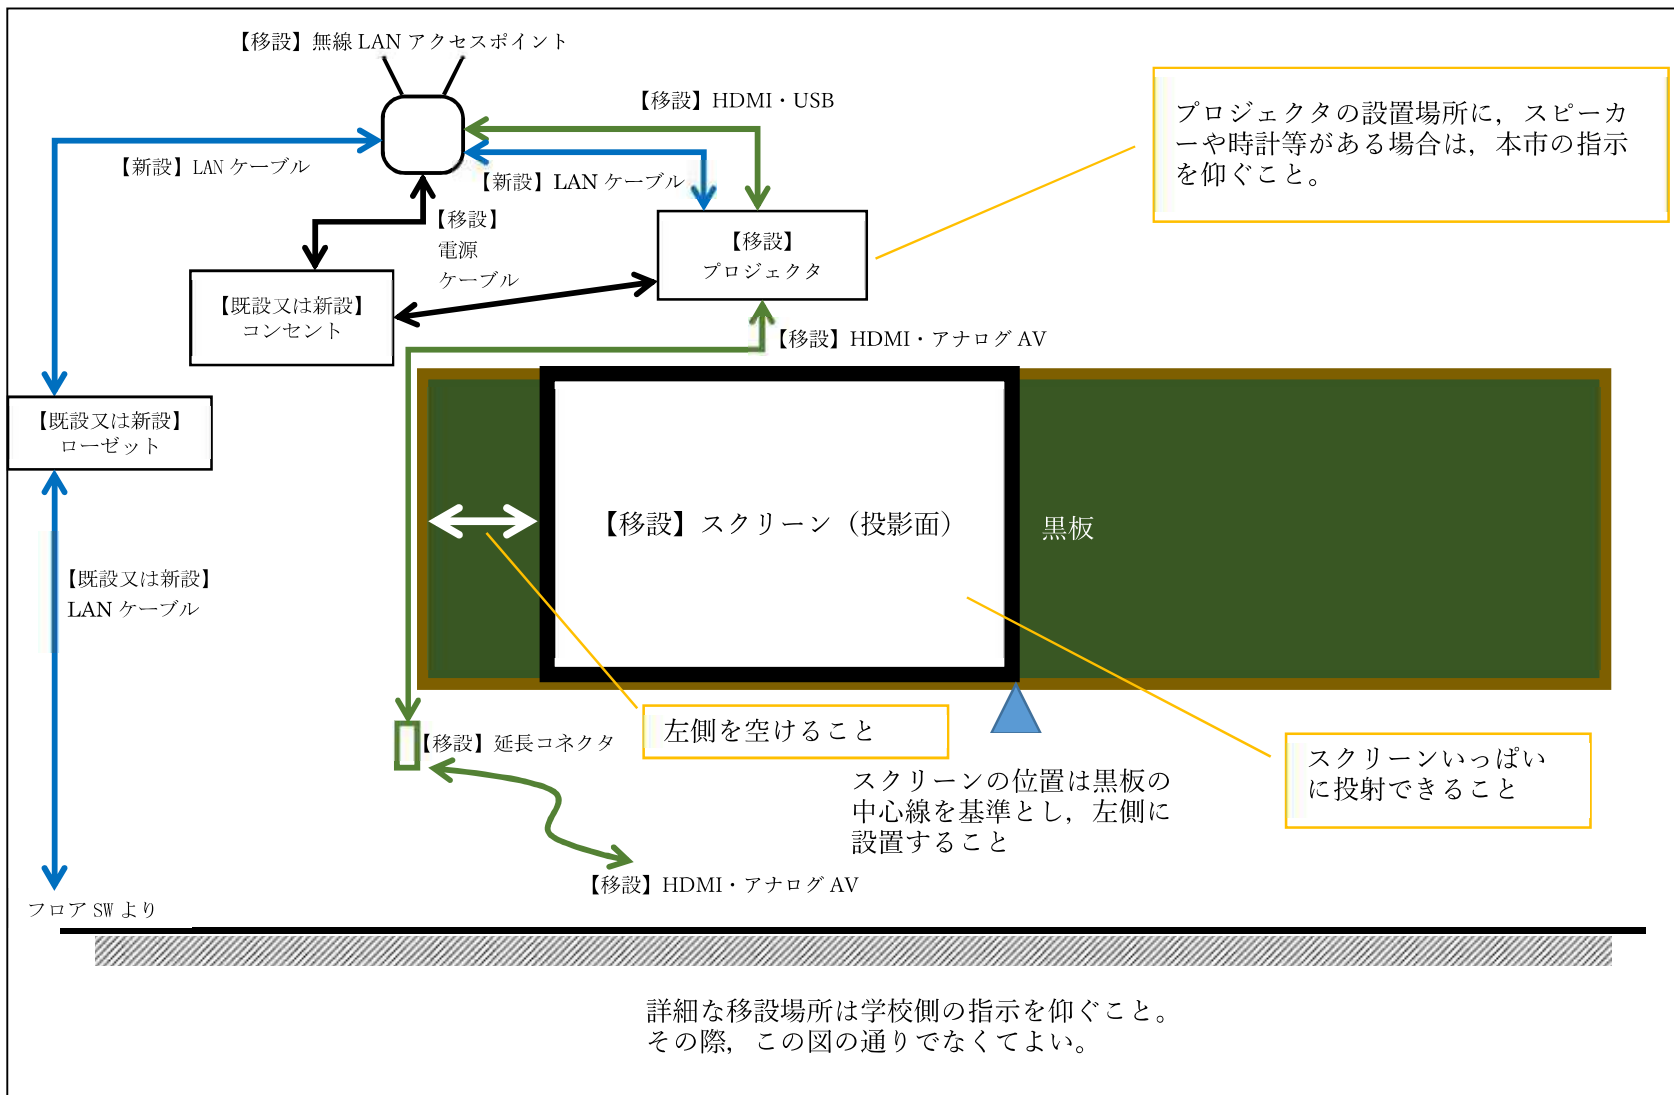 【移設】無線 LAN アクセスポイント
【移設】HDMI・USB
プロジェクタの設置場所に，スピーカ
ーや時計等がある場合は，本市の指示
を仰ぐこと。
【新設】LAN ケーブル
【新設】LAN ケーブル
【移設】
電源
ケーブル
【移設】
プロジェクタ
【既設又は新設】
コンセント
【移設】HDMI・アナログ AV
【既設又は新設】
ローゼット
【移設】スクリーン（投影面）
黒板
【既設又は新設】
LAN ケーブル
左側を空けること
【移設】延長コネクタ
スクリーンいっぱい
に投射できること
スクリーンの位置は黒板の
中心線を基準とし，左側に
設置すること
【移設】HDMI・アナログ AV
フロア SW より
詳細な移設場所は学校側の指示を仰ぐこと。
その際，この図の通りでなくてよい。